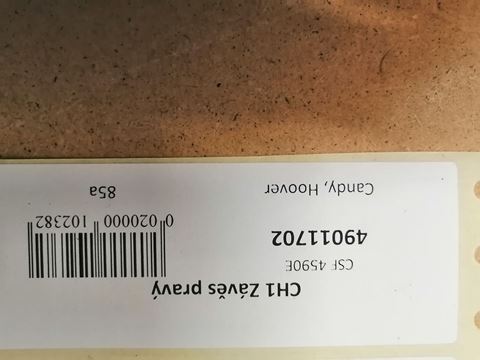 CH1 Závěs pravý
CSF 4590E
49011702
0 020000 102382
Candy, Hoover
85a